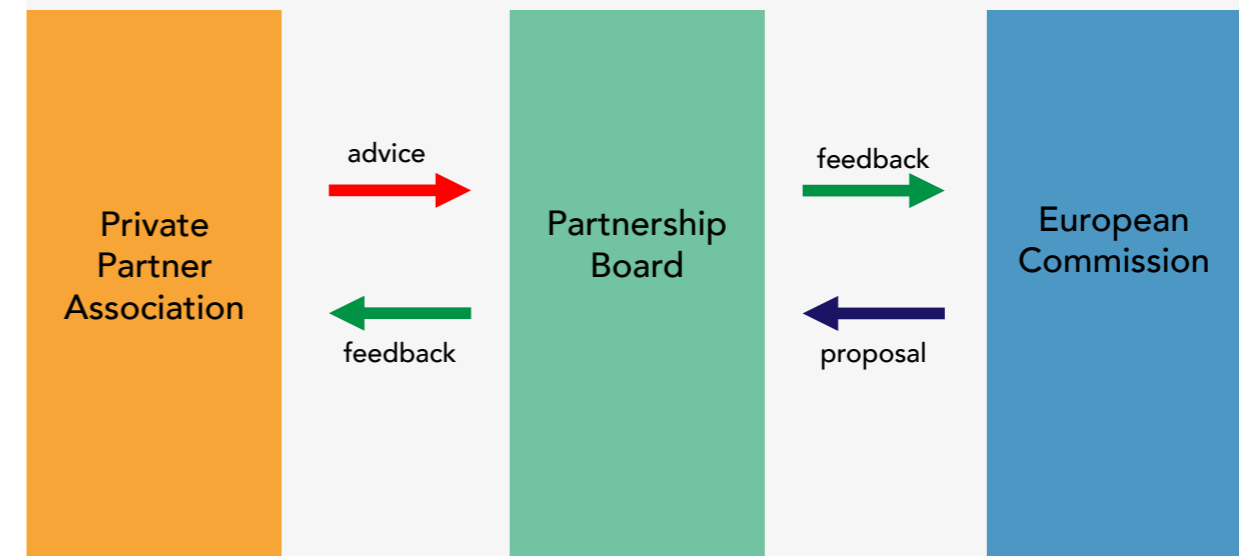 Private
Partner
Association
advice
feedback
Partnership
Board
feedback
proposal
European
Commission